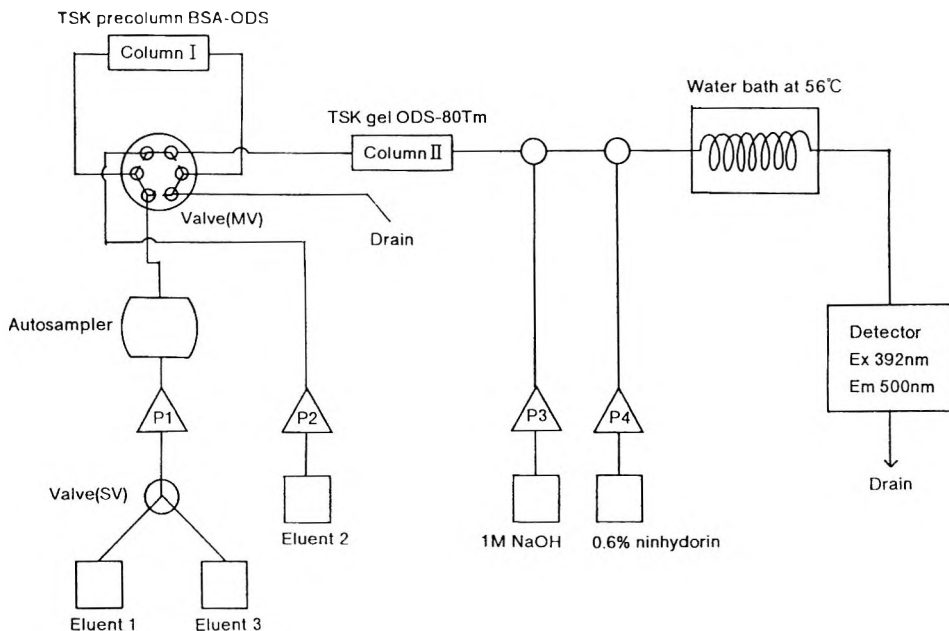 TSK precolumn BSA-ODS
Column I
TSK gel ODS-80Tm
Column II
Water bath at 56℃
Valve(MV)
Drain
Autosampler
Detector
Ex 392nm
Em 500nm
P1
P2
P3
P4
Valve(SV)
Drain
Eluent 2
1M NaOH
0.6% ninhydorin
Eluent 1
Eluent 3